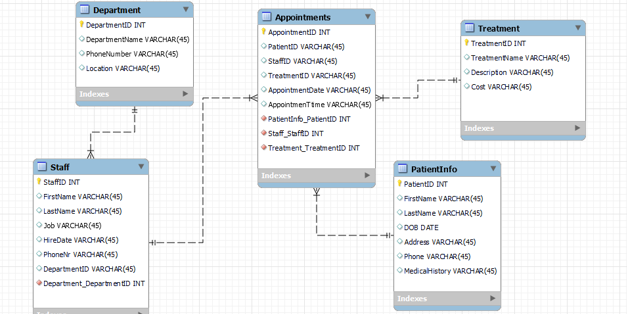 Department
DepartmentID INT
DepartmentName VARCHAR(45)
PhoneNumber VARCHAR(45)
Location VARCHAR(45)
Indexes
Appointments
AppointmentID INT
PatientID VARCHAR(45)
StaffID VARCHAR(45)
TreatmentID VARCHAR(45)
AppointmentDate VARCHAR(45)
AppointmenTtime VARCHAR(45)
PatientInfo_PatientID INT
Staff_StaffID INT
Treatment_TreatmentID INT
Indexes
Treatment
TreatmentID INT
TreatmentName VARCHAR(45)
Description VARCHAR(45)
Cost VARCHAR(45)
Indexes
Staff
StaffID INT
FirstName VARCHAR(45)
LastName VARCHAR(45)
Job VARCHAR(45)
HireDate VARCHAR(45)
PhoneNr VARCHAR(45)
DepartmentID VARCHAR(45)
Department_DepartmentID INT
Indexes
PatientInfo
PatientID INT
FirstName VARCHAR(45)
LastName VARCHAR(45)
DOB DATE
Address VARCHAR(45)
Phone VARCHAR(45)
MedicalHistory VARCHAR(45)
Indexes